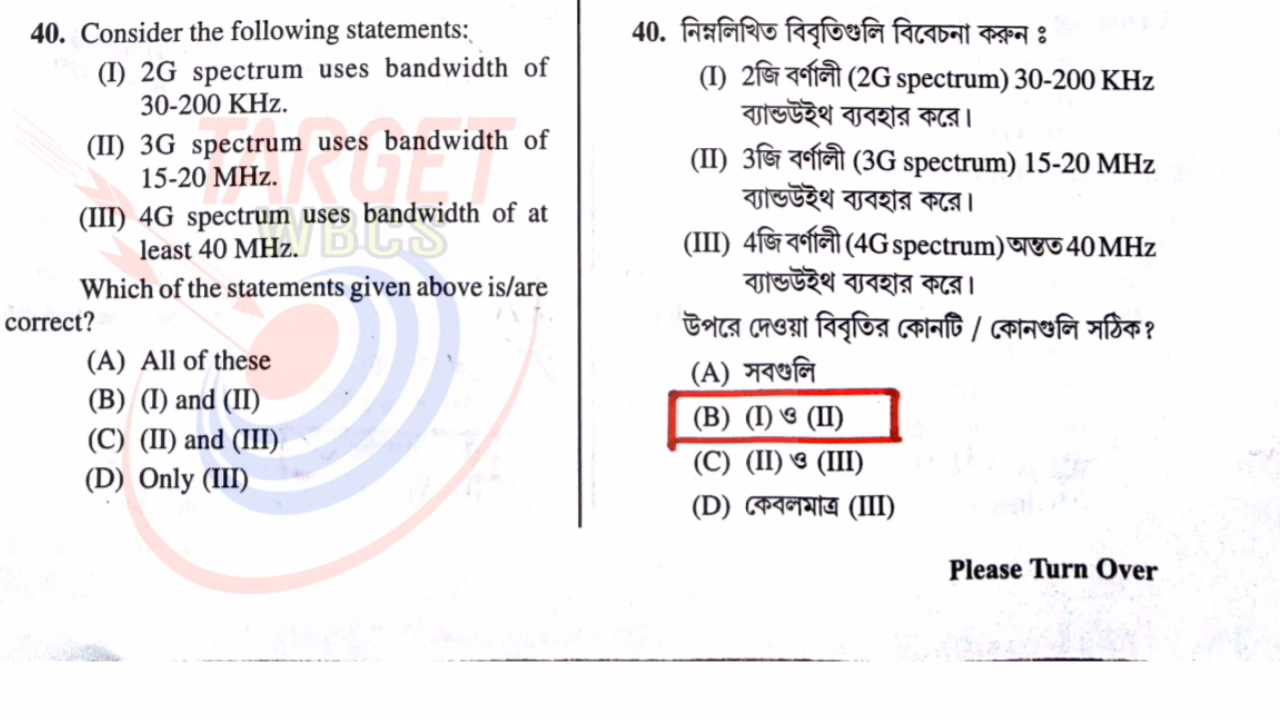 40. Consider the following statements:
(I) 2G spectrum uses bandwidth of
30-200 KHz.
(II) 3G spectrum uses bandwidth of
15-20 MHz.
(III) 4G spectrum uses bandwidth of at
least 40 MHz.
Which of the statements given above is/are
correct?
(A) All of these
(B) (I) and (II)
(C) (II) and (III)
(D) Only (III)
TARGET
WBCS
40. নিম্নলিখিত বিবৃতিগুলি বিবেচনা করুন ঃ
(I) 2জি বর্ণালী (2G spectrum) 30-200 KHz
ব্যান্ডউইথ ব্যবহার করে।
(II) 3জি বর্ণালী (3G spectrum) 15-20 MHz
ব্যান্ডউইথ ব্যবহার করে।
(III) 4জি বর্ণালী (4G spectrum) অন্তত 40 MHz
ব্যান্ডউইথ ব্যবহার করে।
উপরে দেওয়া বিবৃতির কোনটি / কোনগুলি সঠিক?
(A) সবগুলি
(B) (I) ও (II)
(C) (II) ও (III)
(D) কেবলমাত্র (III)
Please Turn Over